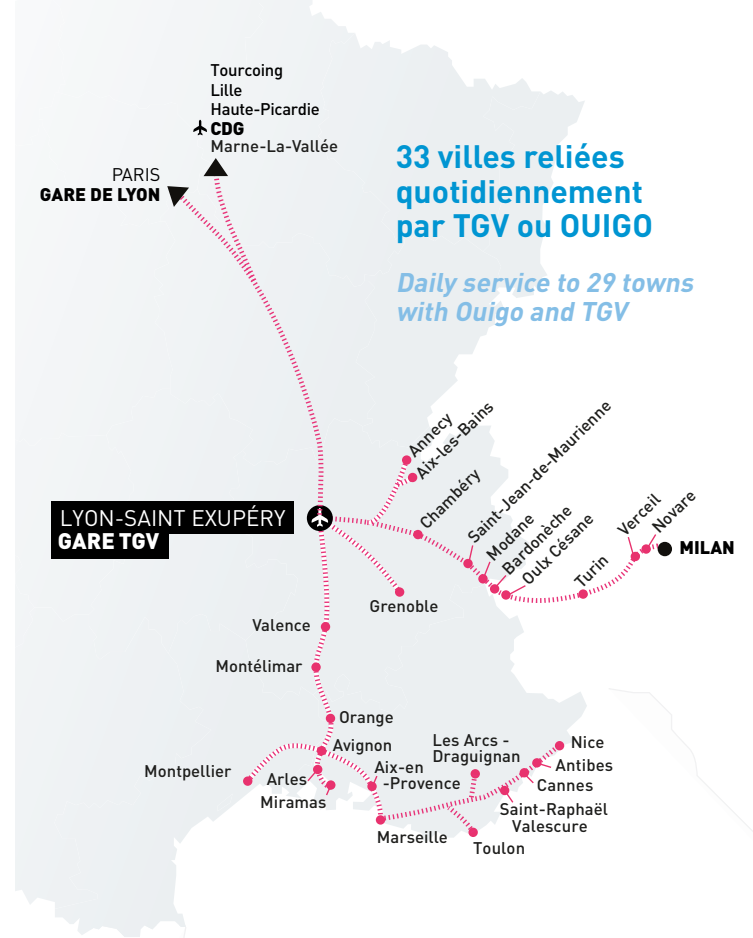 Tourcoing
Lille
Haute-Picardie
CDG
Marne-La-Vallée
PARIS
GARE DE LYON
33 villes reliées
quotidiennement
par TGV ou OUIGO
Daily service to 29 towns
with Ouigo and TGV
Annecy
Aix-les-Bains
Chambéry
Saint-Jean-de-Maurienne
Modane
Bardonèche
Oulx Césane
Turin
Verceil
Novare
MILAN
LYON-SAINT EXUPÉRY
GARE TGV
Grenoble
Valence
Montélimar
Orange
Avignon
Montpellier
Arles
Miramas
Aix-en
-Provence
Marseille
Les Arcs -
Draguignan
Nice
Antibes
Cannes
Saint-Raphaël
Valescure
Toulon